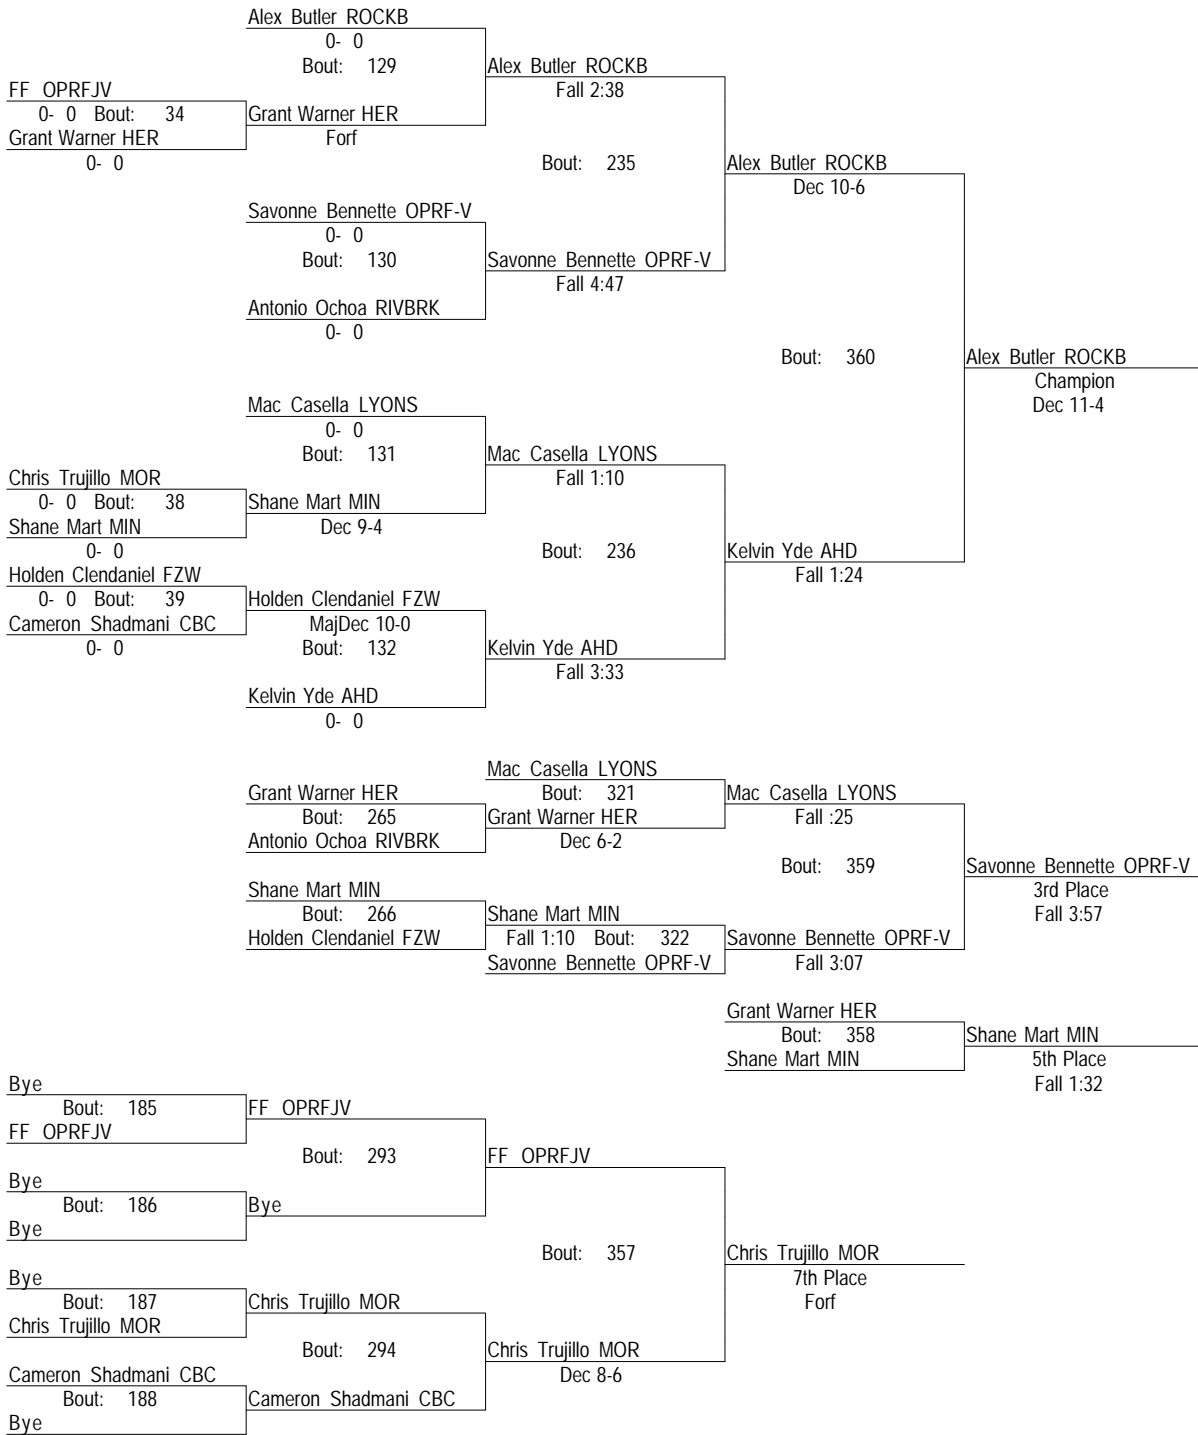 Alex Butler ROCKB
0- 0
Bout: 129 Alex Butler ROCKB
FF OPRFJV Fall 2:38
0- 0 Bout: 34 Grant Warner HER
Grant Warner HER Forf
0- 0 Bout: 235 Alex Butler ROCKB
Dec 10-6
Savonne Bennette OPRF-V
0- 0
Bout: 130 Savonne Bennette OPRF-V
Fall 4:47
Antonio Ochoa RIVBRK
0- 0
Bout: 360 Alex Butler ROCKB
Champion
Mac Casella LYONS Dec 11-4
0- 0
Bout: 131 Mac Casella LYONS
Chris Trujillo MOR Fall 1:10
0- 0 Bout: 38 Shane Mart MIN
Shane Mart MIN Dec 9-4
0- 0 Bout: 236 Kelvin Yde AHD
Holden Clendaniel FZW Fall 1:24
0- 0 Bout: 39 Holden Clendaniel FZW
Cameron Shadmani CBC MajDec 10-0
0- 0 Bout: 132 Kelvin Yde AHD
Fall 3:33
Kelvin Yde AHD
0- 0
Mac Casella LYONS
Grant Warner HER Bout: 321 Mac Casella LYONS
Bout: 265 Grant Warner HER Fall :25
Antonio Ochoa RIVBRK Dec 6-2
Bout: 359 Savonne Bennette OPRF-V
Shane Mart MIN 3rd Place
Bout: 266 Shane Mart MIN Fall 3:57
Holden Clendaniel FZW Fall 1:10 Bout: 322 Savonne Bennette OPRF-V
Savonne Bennette OPRF-V Fall 3:07
Grant Warner HER
Bout: 358 Shane Mart MIN
Shane Mart MIN 5th Place
Bye Fall 1:32
Bout: 185 FF OPRFJV
FF OPRFJV
Bout: 293 FF OPRFJV
Bye
Bout: 186 Bye
Bye
Bout: 357 Chris Trujillo MOR
Bye 7th Place
Bout: 187 Chris Trujillo MOR Forf
Chris Trujillo MOR
Bout: 294 Chris Trujillo MOR
Cameron Shadmani CBC Dec 8-6
Bout: 188 Cameron Shadmani CBC
Bye